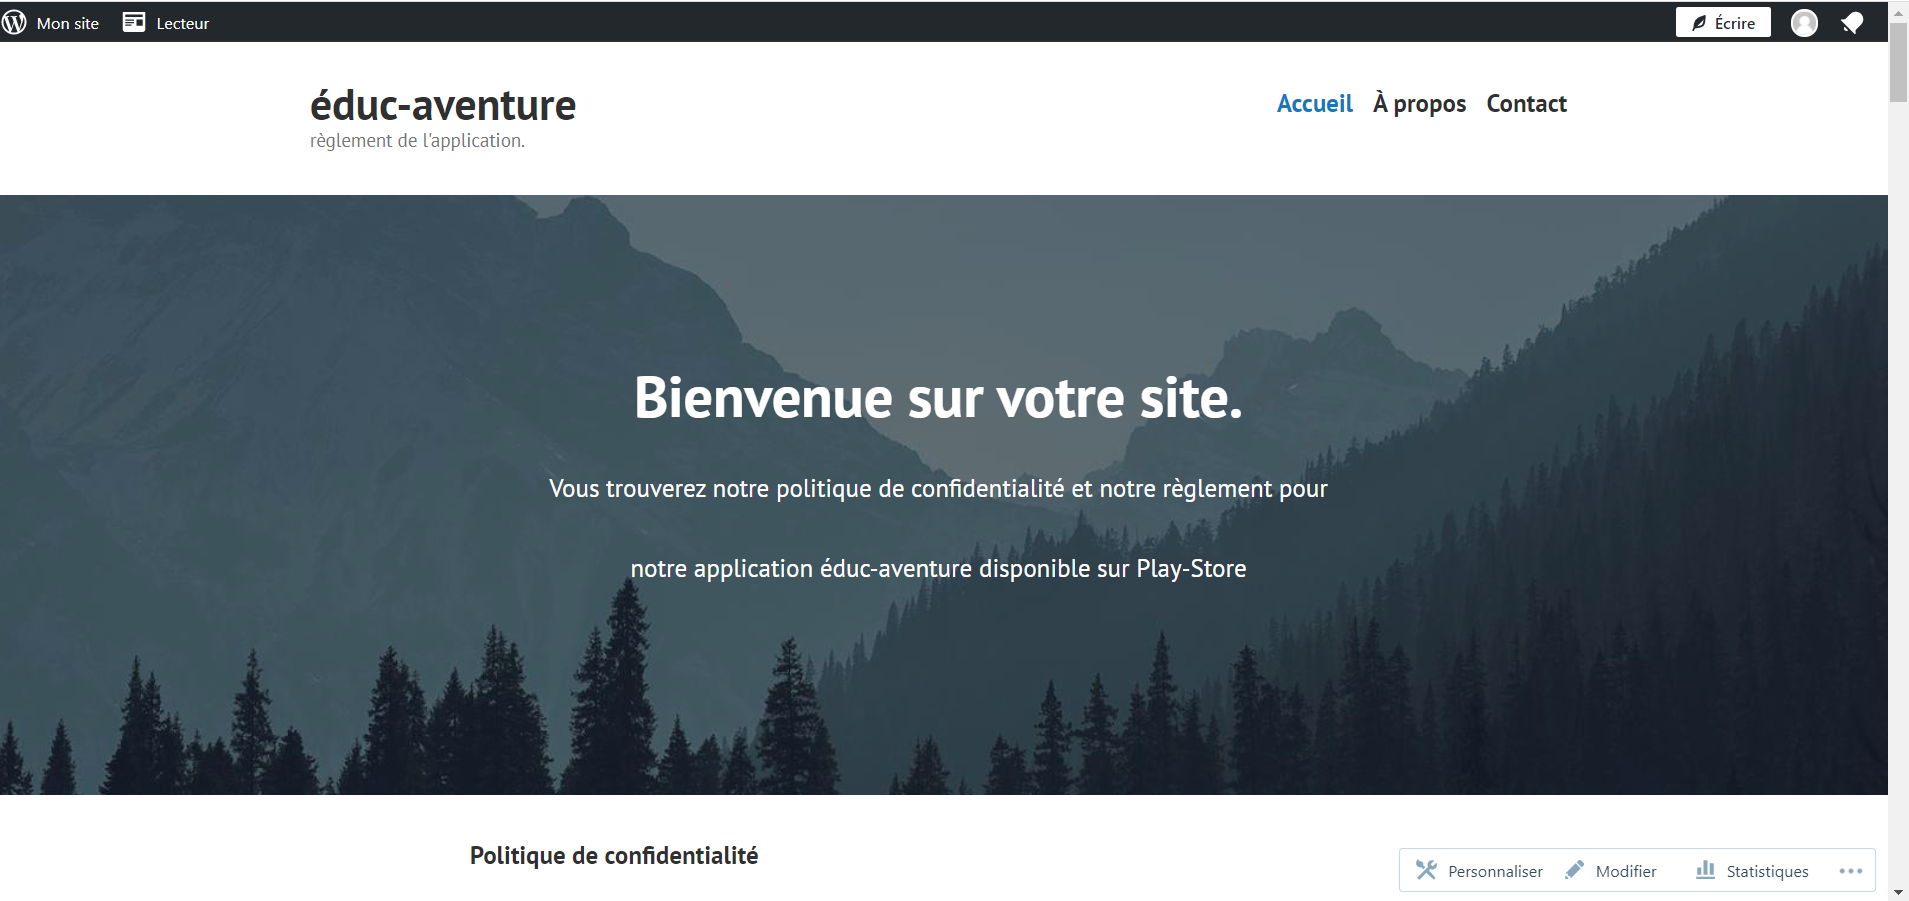 Mon site Lecteur Écrire
éduc-aventure
règlement de l'application.
Accueil À propos Contact
Bienvenue sur votre site.
Vous trouverez notre politique de confidentialité et notre règlement pour
notre application éduc-aventure disponible sur Play-Store
Politique de confidentialité
Personnaliser Modifier Statistiques